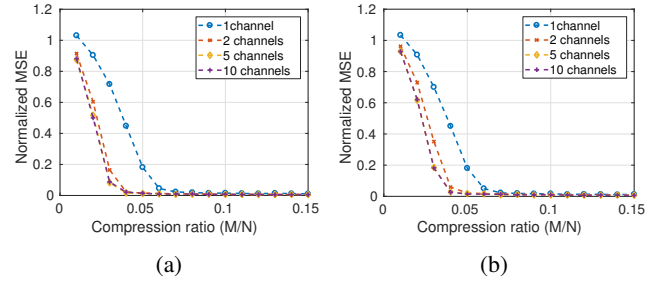 1.2
1
0.8
0.6
0.4
0.2
0
Normalized MSE
0
0.05
0.1
0.15
Compression ratio (M/N)
1channel
2 channels
5 channels
10 channels
(a)
1.2
1
0.8
0.6
0.4
0.2
0
Normalized MSE
0
0.05
0.1
0.15
Compression ratio (M/N)
1channel
2 channels
5 channels
10 channels
(b)